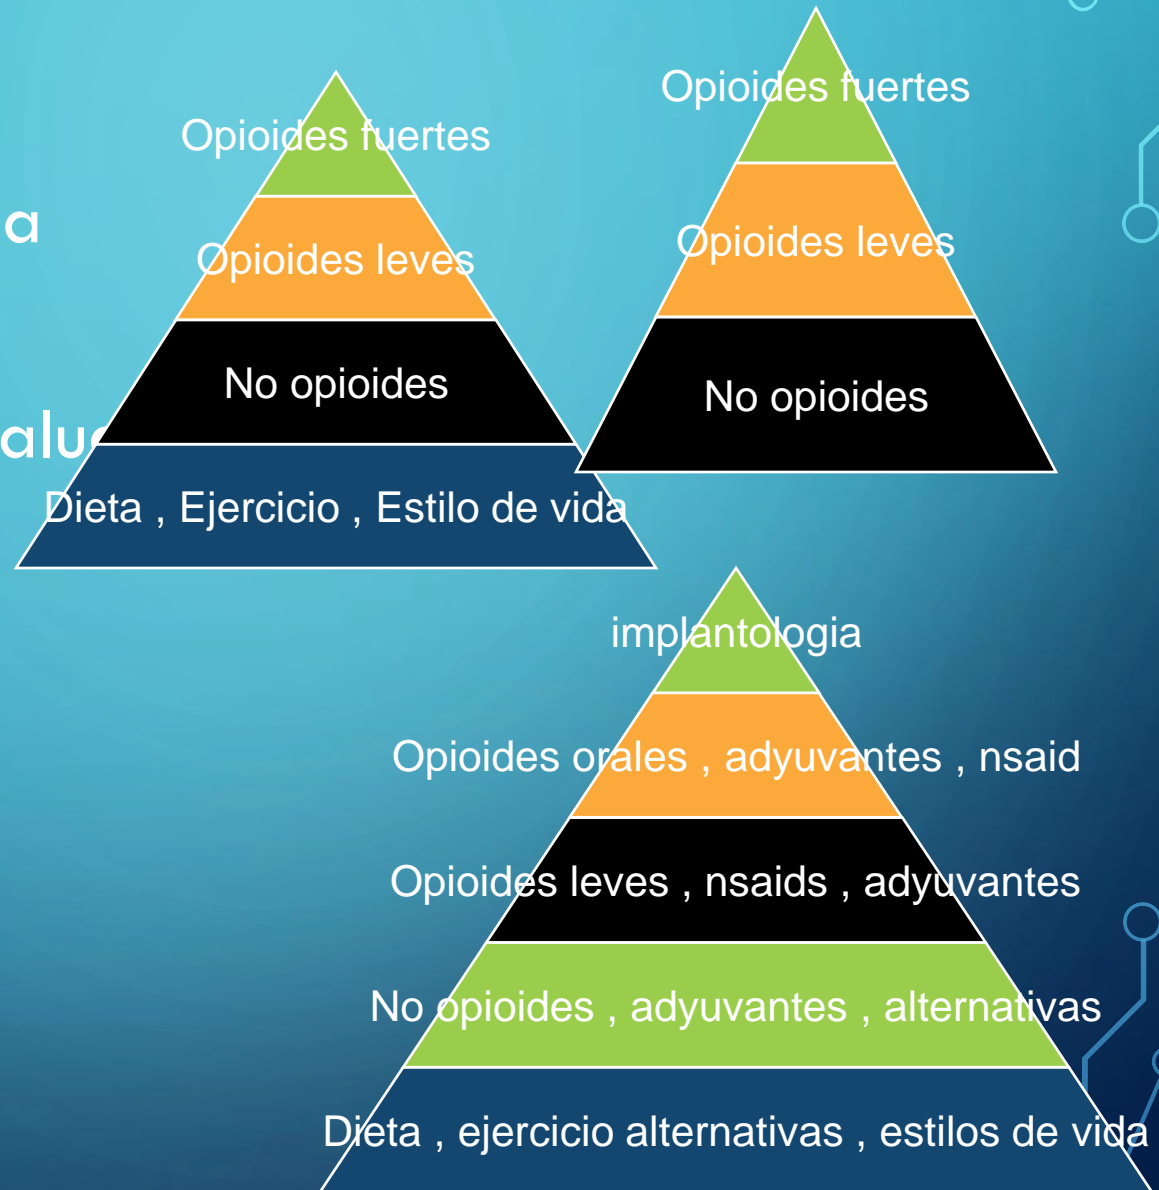 a
Opioides fuertes
Opioides leves
No opioides
Dieta , Ejercicio , Estilo de vida
Opioides fuertes
Opioides leves
No opioides
implantologia
Opioides orales , adyuvantes , nsaid
Opioides leves , nsaids , adyuvantes
No opioides , adyuvantes , alternativas
Dieta , ejercicio alternativas , estilos de vida